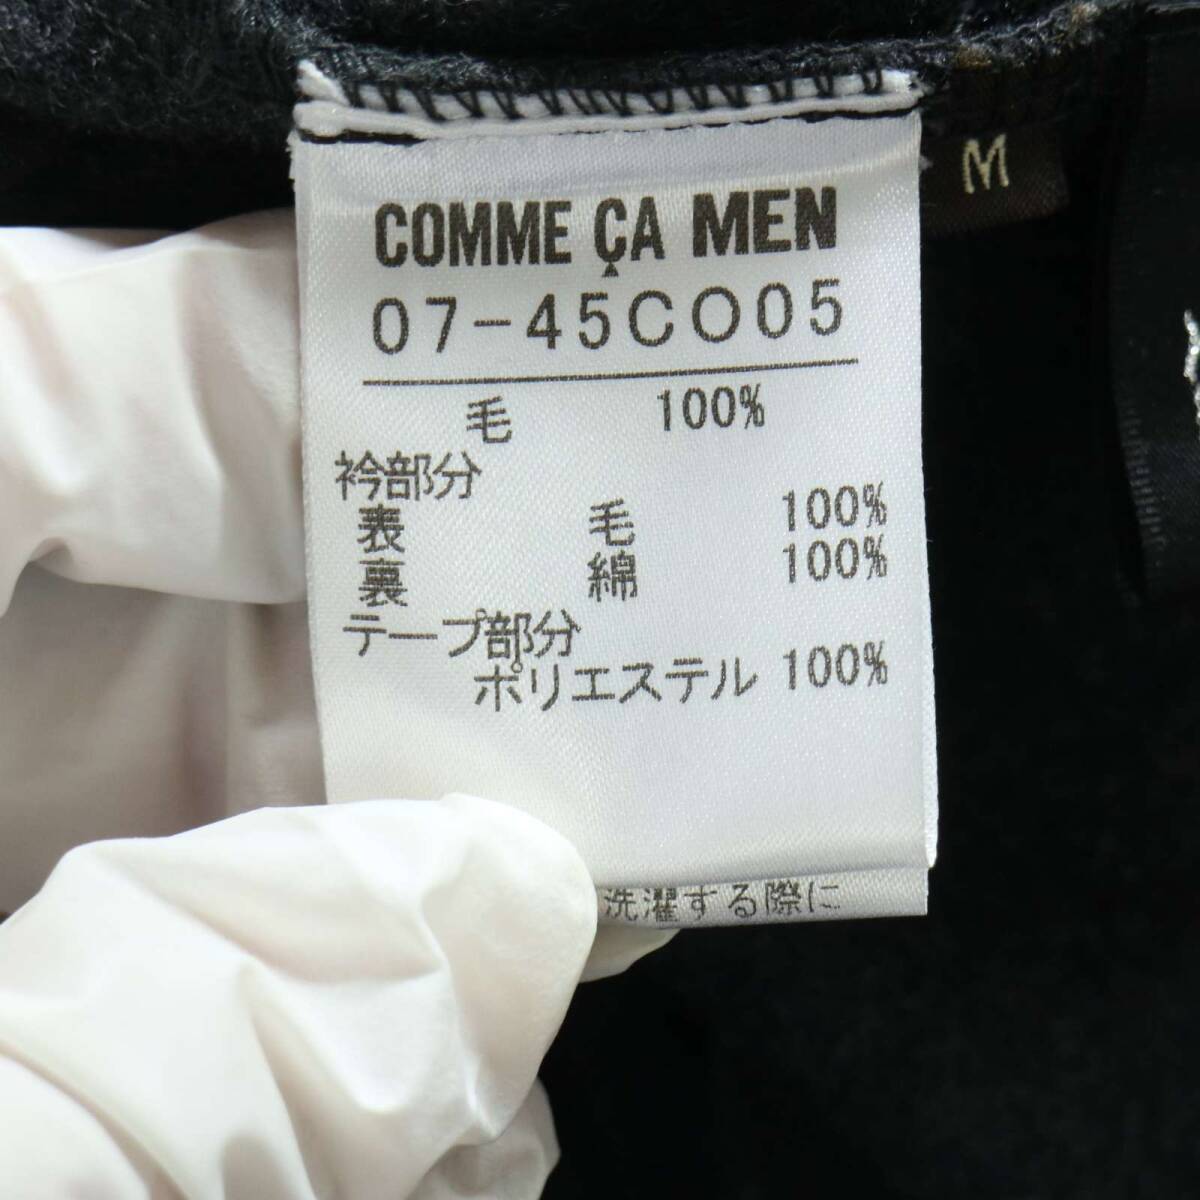 M
COMME ÇA MEN
07-45CO05
毛 100%
衿部分
表 毛 100%
裏 綿 100%
テープ部分
ポリエステル 100%
洗濯する際に